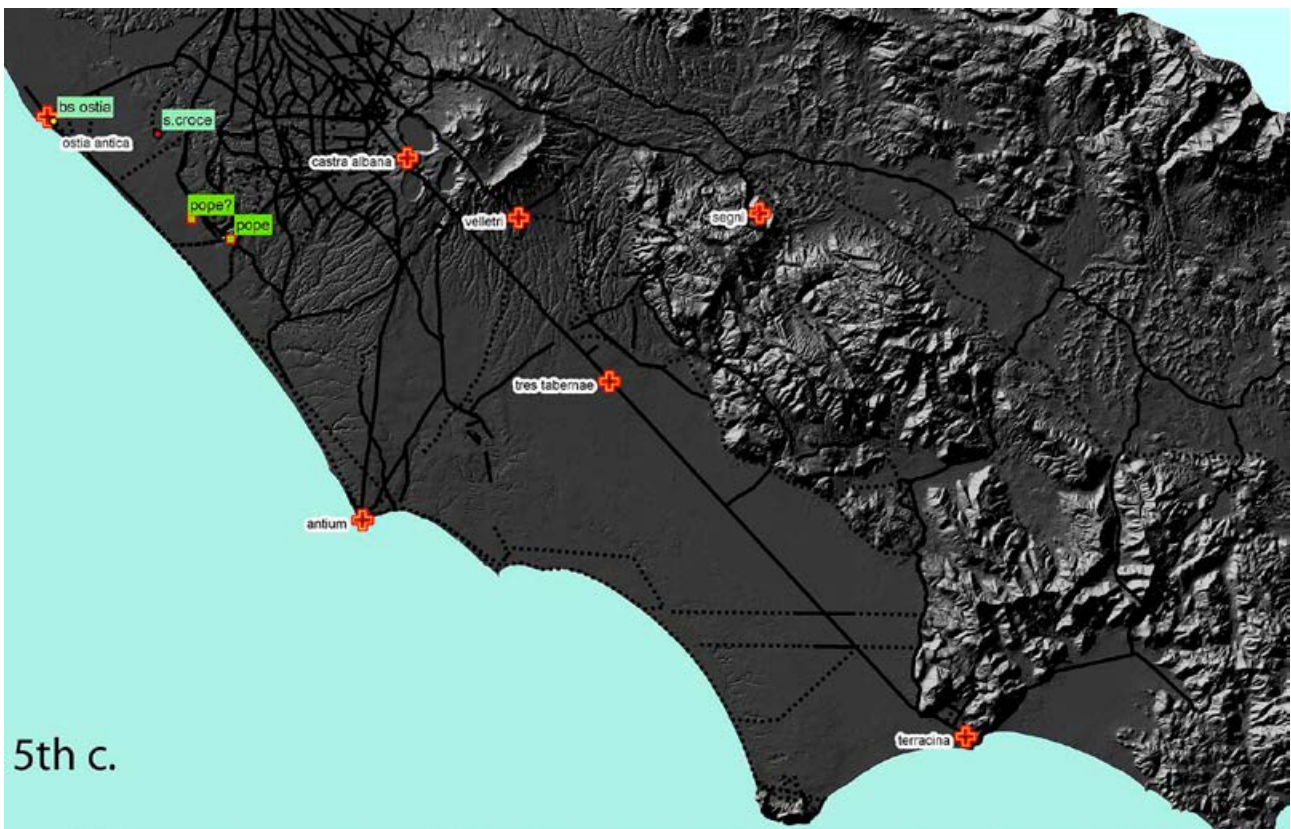 bs ostia
s.croce
ostia antica
castra albana
pope?
velletri
segni
pope
tres tabernae
antium
terracina
5th c.